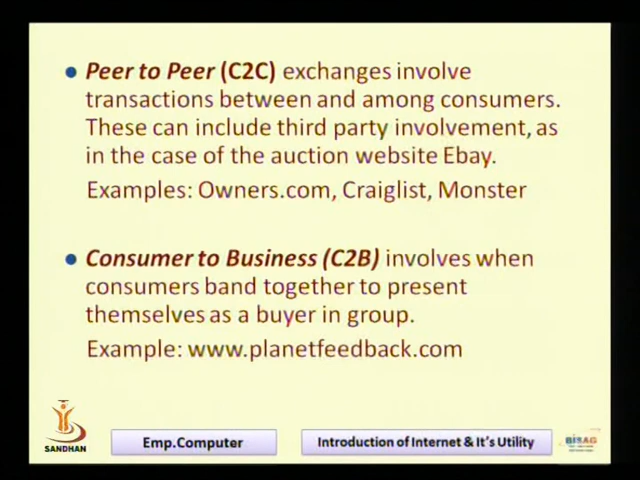 Peer to Peer (C2C) exchanges involve
transactions between and among consumers.
These can include third party involvement, as
in the case of the auction website Ebay.
Examples: Owners.com, Craiglist, Monster
Consumer to Business (C2B) involves when
consumers band together to present
themselves as a buyer in group.
Example: www.planetfeedback.com
SANDHAN
Emp.Computer
Introduction of Internet & It's Utility
BISAG